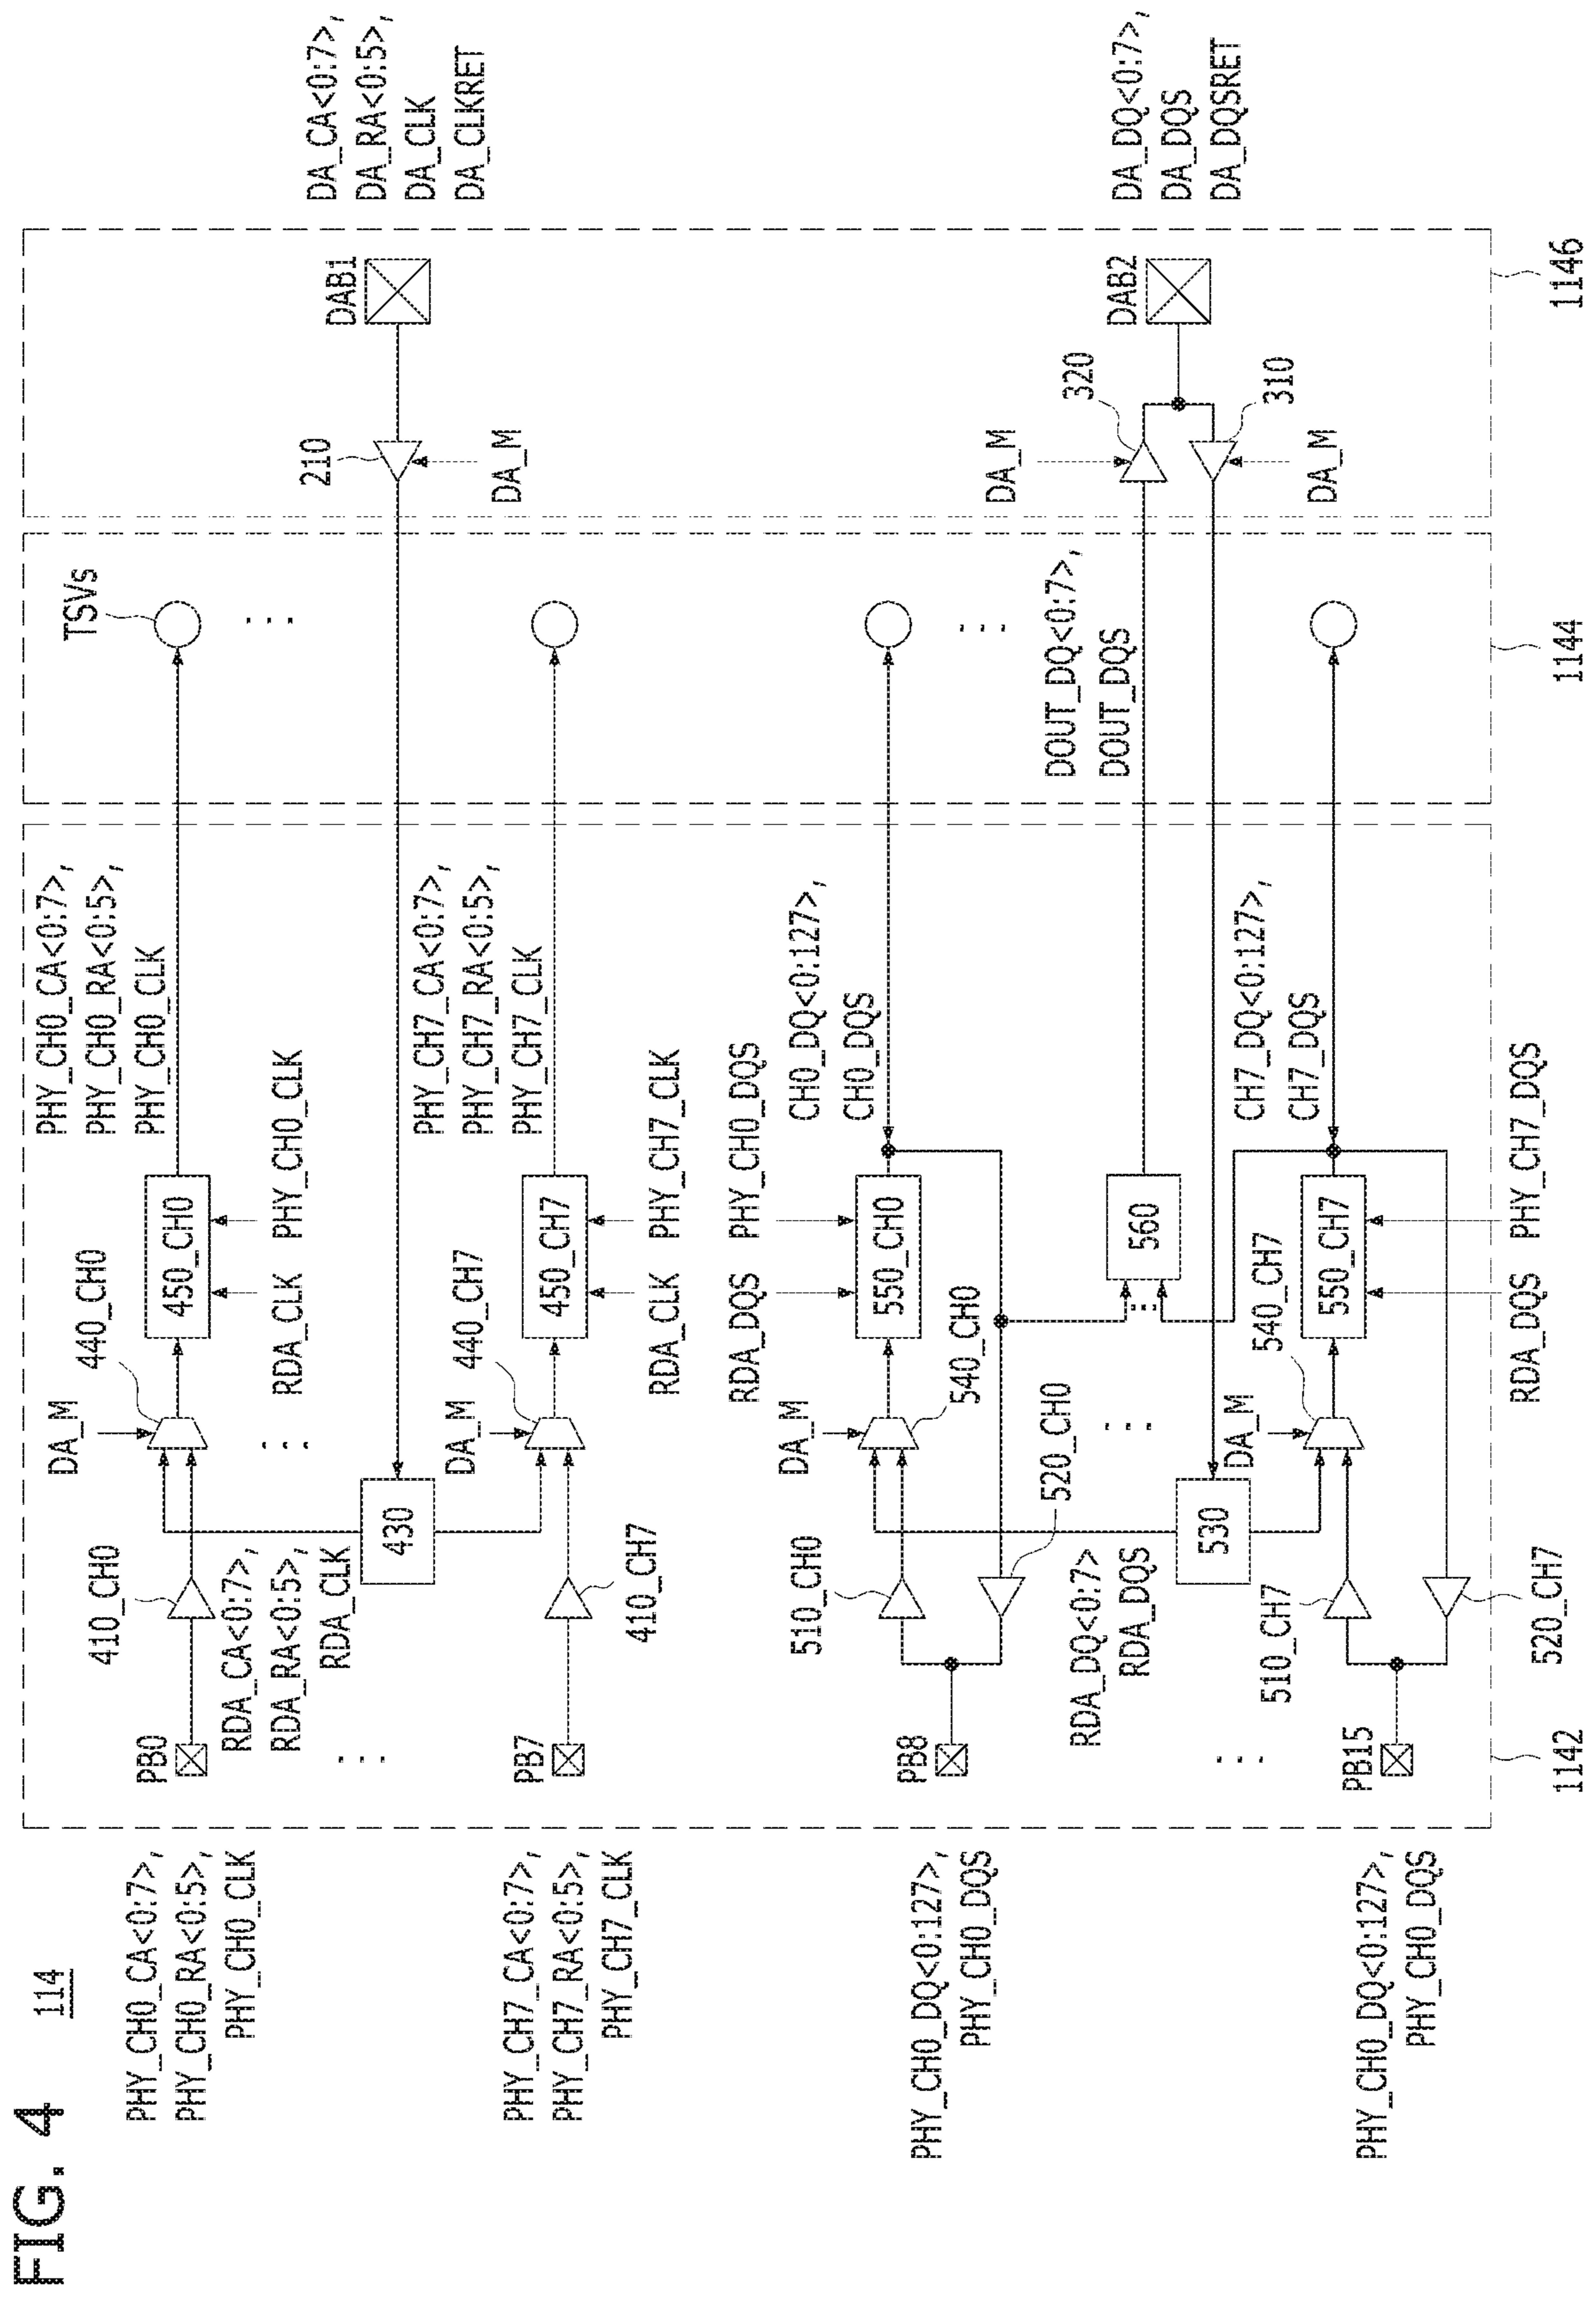 FIG. 4
114
PHY_CH0_CA<0:7>,
PHY_CH0_RA<0:5>,
PHY_CH0_CLK
PHY_CH7_CA<0:7>,
PHY_CH7_RA<0:5>,
PHY_CH7_CLK
PHY_CH0_DQ<0:127>,
PHY_CH0_DQS
PHY_CH0_DQ<0:127>,
PHY_CH0_DQS
PB0
410_CH0
RDA_CA<0:7>,
RDA_RA<0:5>,
RDA_CLK
430
DA_M
440_CH0
450_CH0
RDA_CLK
PHY_CH0_CLK
PHY_CH0_CA<0:7>,
PHY_CH0_RA<0:5>,
PHY_CH0_CLK
PB7
410_CH7
DA_M
440_CH7
450_CH7
RDA_CLK
PHY_CH7_CLK
PHY_CH7_CA<0:7>,
PHY_CH7_RA<0:5>,
PHY_CH7_CLK
PB8
510_CH0
520_CH0
DA_M
540_CH0
550_CH0
RDA_DQS
PHY_CH0_DQS
CH0_DQ<0:127>,
CH0_DQS
RDA_DQ<0:7>
RDA_DQS
530
560
PB15
510_CH7
520_CH7
DA_M
540_CH7
550_CH7
RDA_DQS
PHY_CH7_DQS
CH7_DQ<0:127>,
CH7_DQS
1142
TSVs
DOUT_DQ<0:7>,
DOUT_DQS
1144
210
DA_M
DAB1
DA_M
320
310
DA_M
DAB2
1146
DA_CA<0:7>,
DA_RA<0:5>,
DA_CLK
DA_CLKRET
DA_DQ<0:7>,
DA_DQS
DA_DQSRET